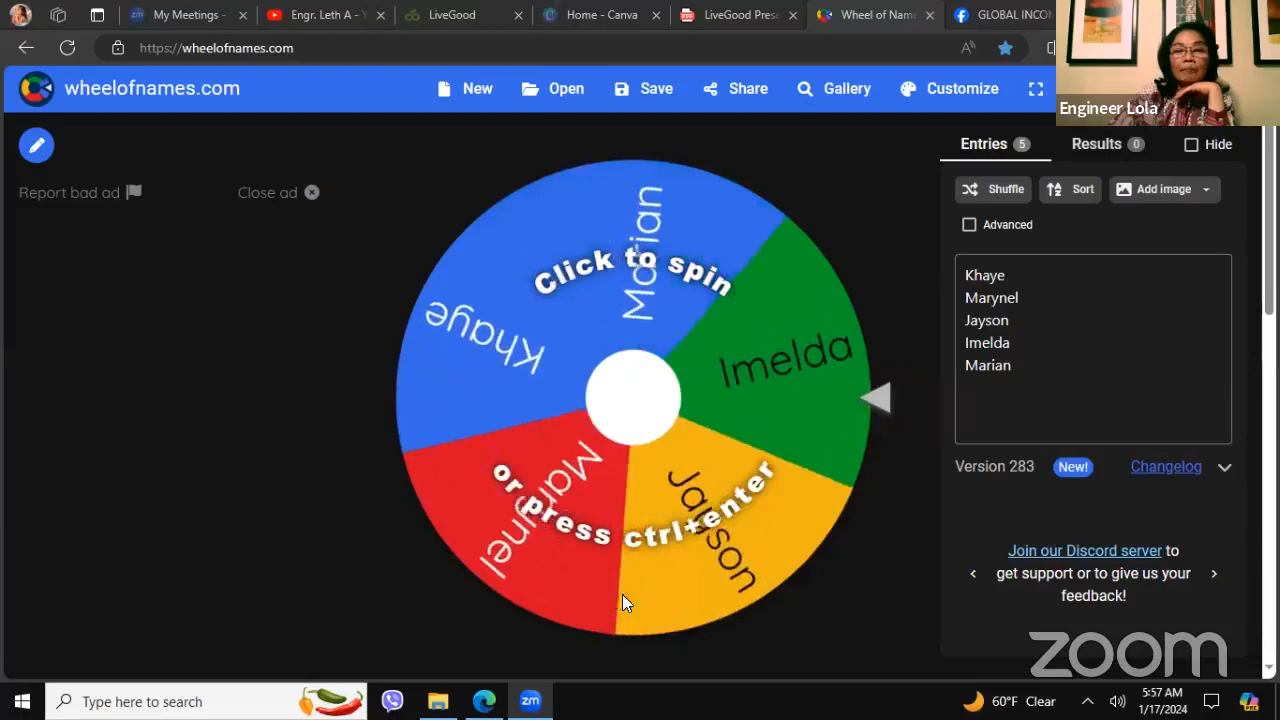 My Meetings -
Engr. Leth A -
LiveGood
Home - Canva
LiveGood Pres
Wheel of Nam
GLOBAL INCOM
https://wheelofnames.com
wheelofnames.com
New
Open
Save
Share
Gallery
Customize
Engineer Lola
Report bad ad
Close ad
Entries 5
Results 0
Hide
Shuffle
Sort
Add image
Advanced
Khaye
Marynel
Jayson
Imelda
Marian
Version 283
New!
Changelog
Join our Discord server to
get support or to give us your
feedback!
Marian
Click to spin
Khaye
Imelda
Marynel
Jayson
or press ctrl+enter
zoom
Type here to search
zm
60°F Clear
5:57 AM
1/17/2024